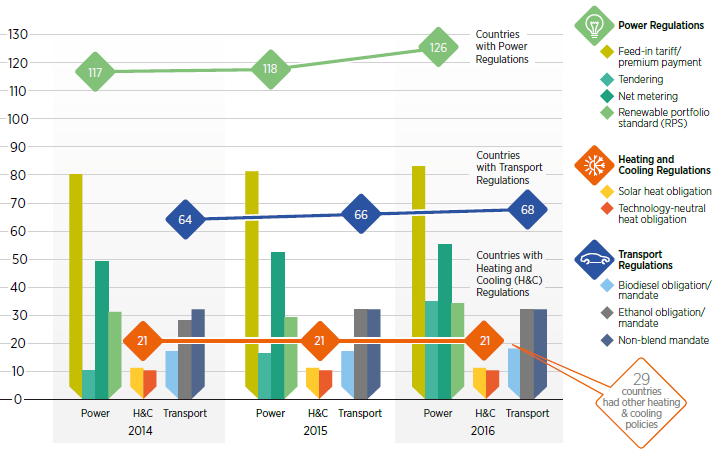 130
120
110
100
90
80
70
60
50
40
30
20
10
0
117
118
126
Countries
with Power
Regulations
Countries
with Transport
Regulations
64
66
68
Countries with
Heating and
Cooling (H&C)
Regulations
21
21
21
Power
H&C
Transport
2014
Power
H&C
Transport
2015
Power
H&C
Transport
2016
Power Regulations
Feed-in tariff/
premium payment
Tendering
Net metering
Renewable portfolio
standard (RPS)
Heating and
Cooling Regulations
Solar heat obligation
Technology-neutral
heat obligation
Transport
Regulations
Biodiesel obligation/
mandate
Ethanol obligation/
mandate
Non-blend mandate
29
countries
had other heating
& cooling
policies